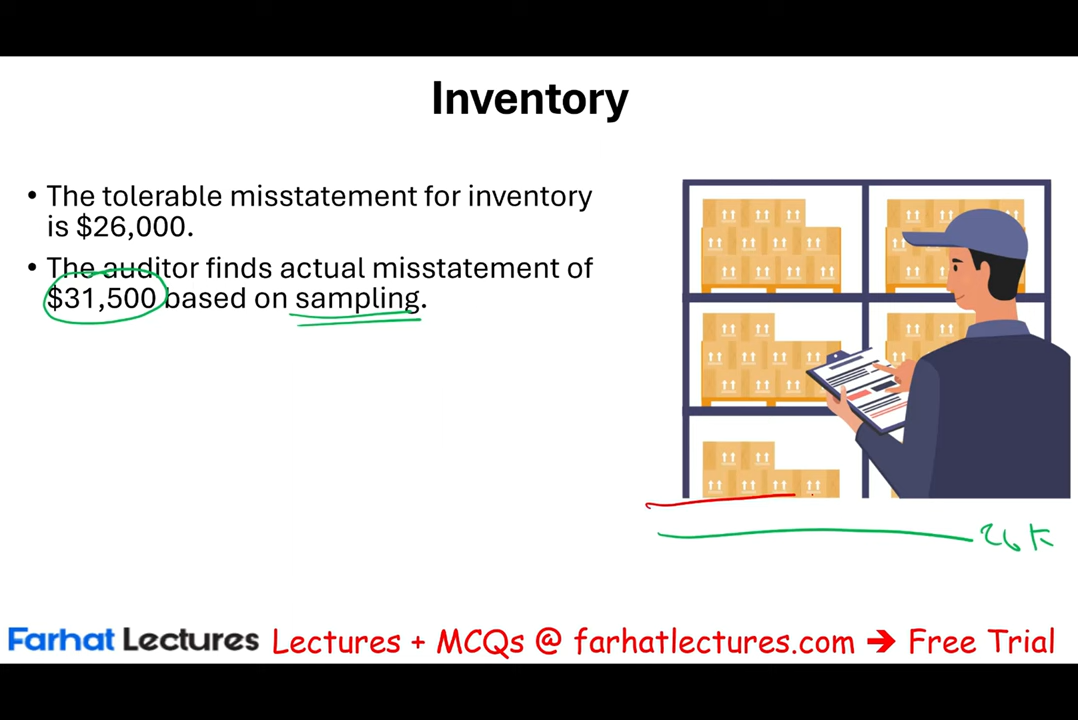 Inventory
• The tolerable misstatement for inventory
is $26,000.
• The auditor finds actual misstatement of
$31,500 based on sampling.
26K
Farhat Lectures Lectures + MCQs @ farhatlectures.com → Free Trial